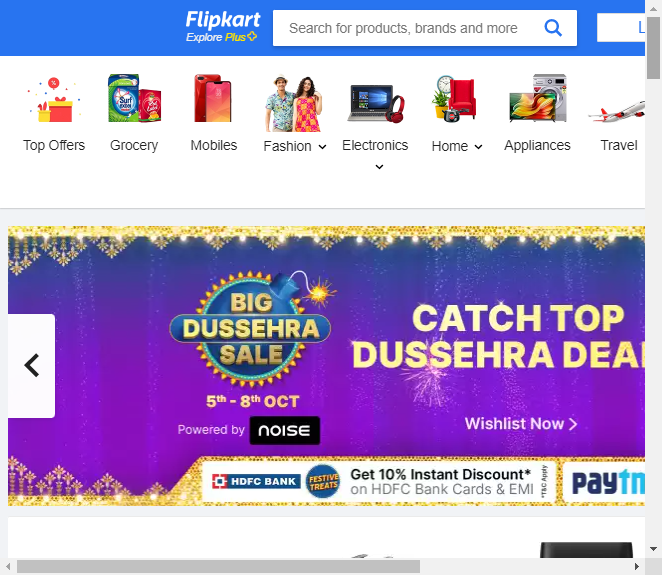 Flipkart
Explore Plus
Search for products, brands and more
L
Top Offers
Grocery
Mobiles
Fashion
Electronics
Home
Appliances
Travel
BIG
DUSSEHRA
SALE
5th - 8th OCT
Powered by NOISE
CATCH TOP
DUSSEHRA DEA
Wishlist Now
HDFC BANK
FESTIVE
TREATS
Get 10% Instant Discount*
on HDFC Bank Cards & EMI
*T&C Apply
paytm